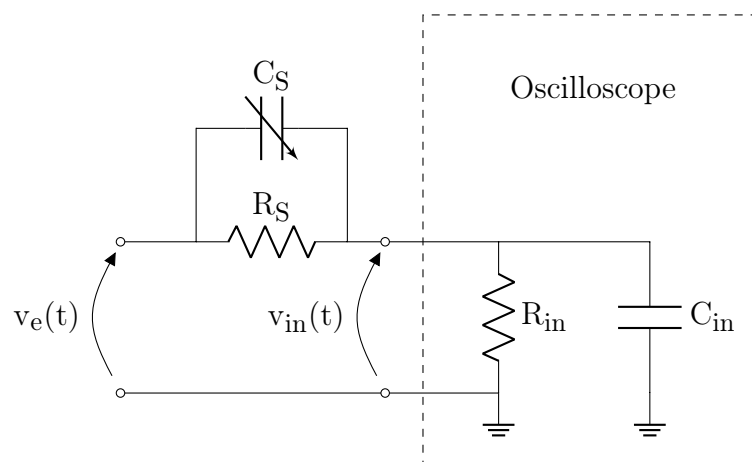 C_S
Oscilloscope
R_S
v_e(t)
v_in(t)
R_in
C_in